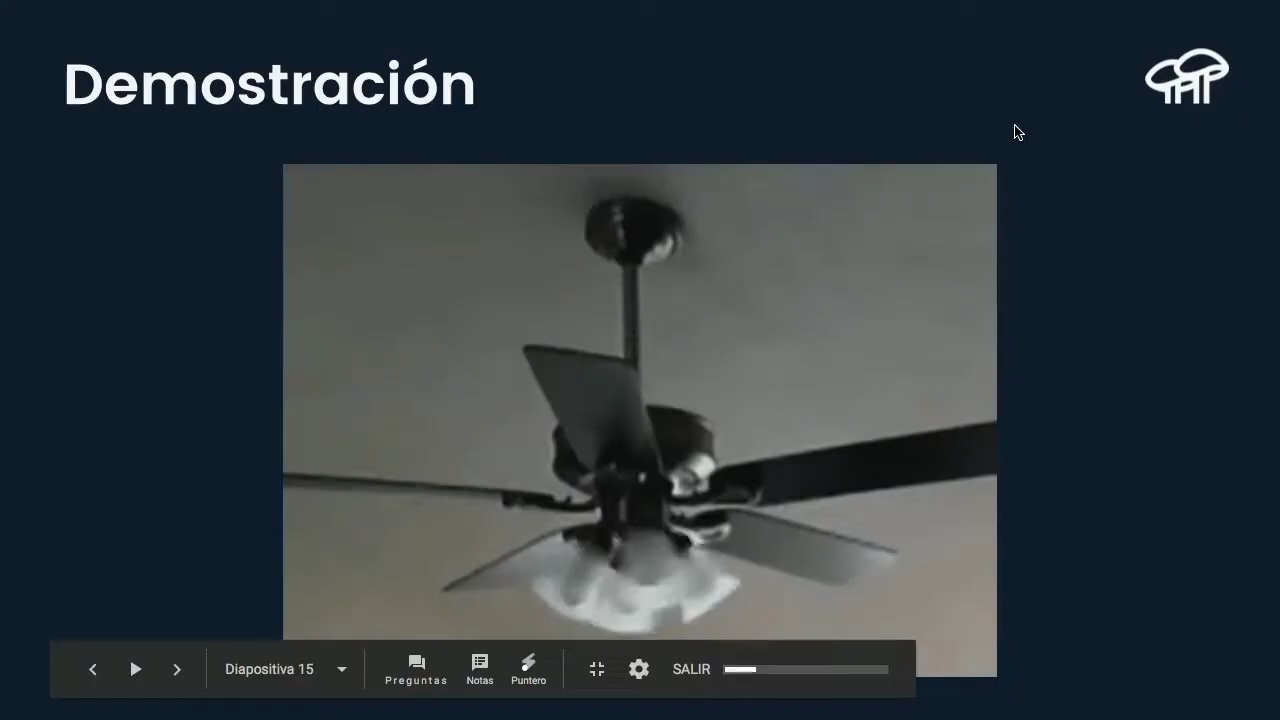 Demostración
Diapositiva 15
Preguntas
Notas
Puntero
SALIR